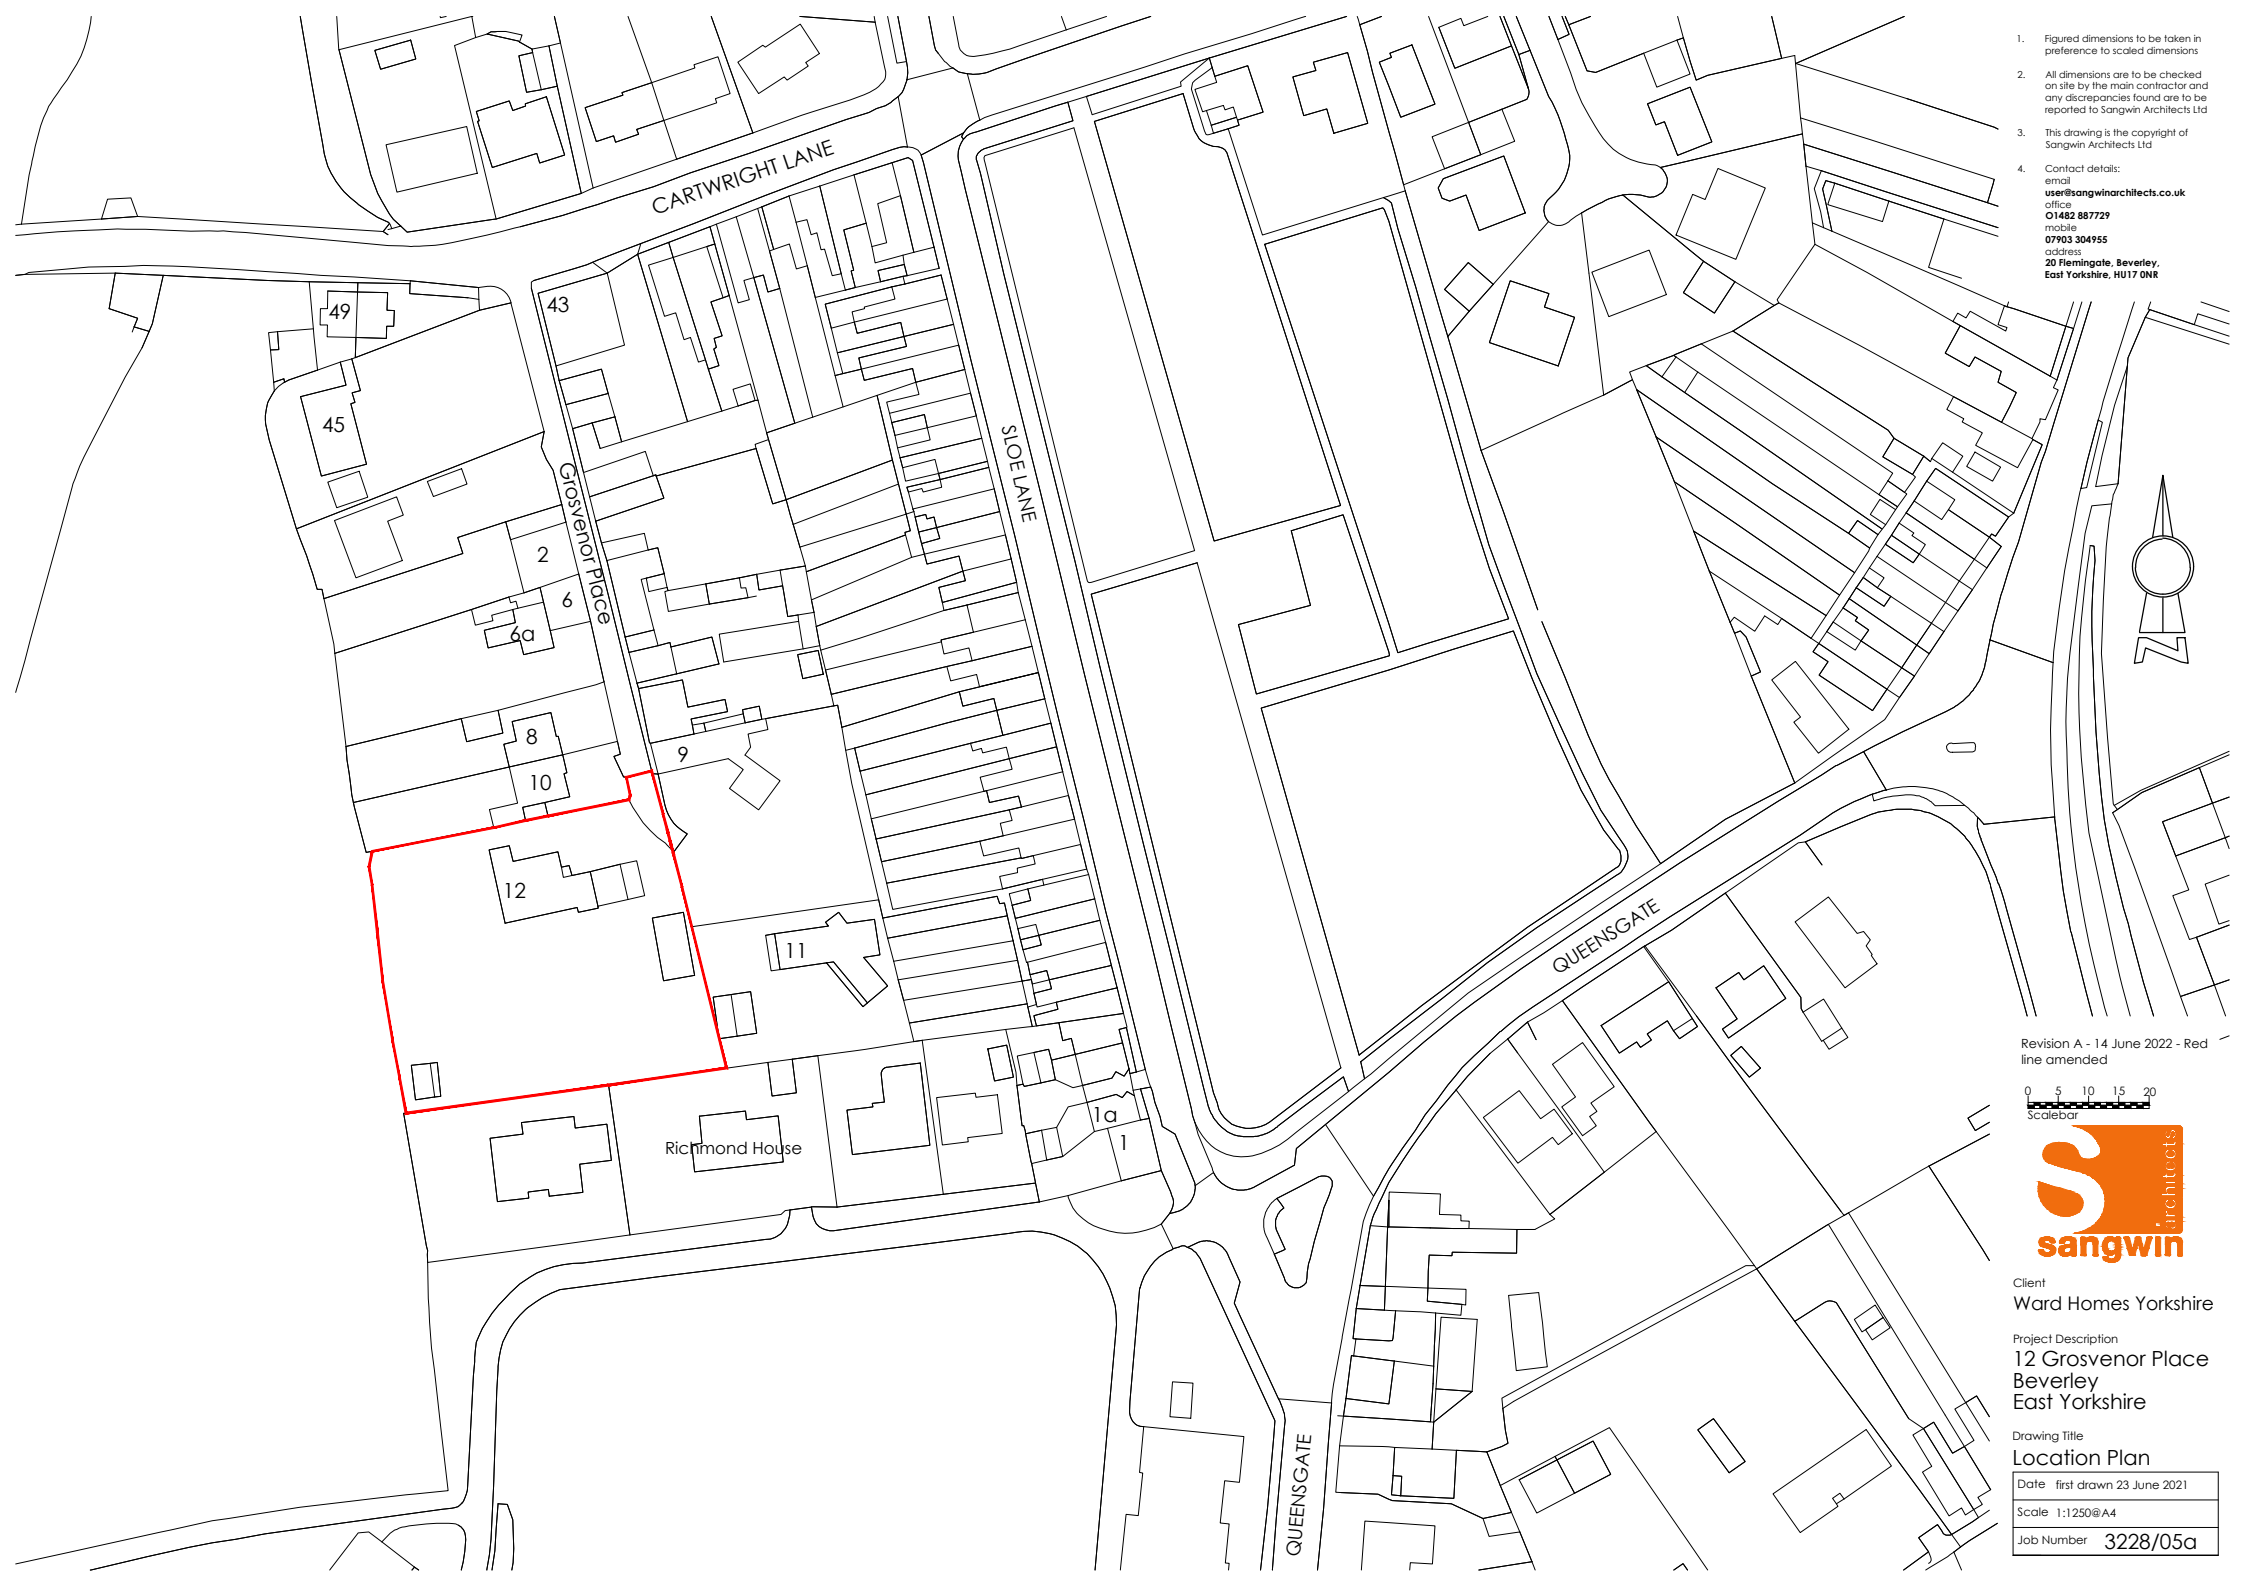 1. Figured dimensions to be taken in
preference to scaled dimensions
2. All dimensions are to be checked
on site by the main contractor and
any discrepancies found are to be
reported to Sangwin Architects Ltd
3. This drawing is the copyright of
Sangwin Architects Ltd
4. Contact details:
email
user@sangwinarchitects.co.uk
office
O1482 887729
mobile
07903 304955
address
20 Flemingate, Beverley,
East Yorkshire, HU17 0NR
CARTWRIGHT LANE
49
43
45
SLOE LANE
Grosvenor Place
2
6
6a
8
9
10
12
11
QUEENSGATE
1a
1
Richmond House
QUEENSGATE
N
Revision A - 14 June 2022 - Red
line amended
0 5 10 15 20
Scalebar
architects
sangwin
Client
Ward Homes Yorkshire
Project Description
12 Grosvenor Place
Beverley
East Yorkshire
Drawing Title
Location Plan
Date first drawn 23 June 2021
Scale 1:1250@A4
Job Number 3228/05a